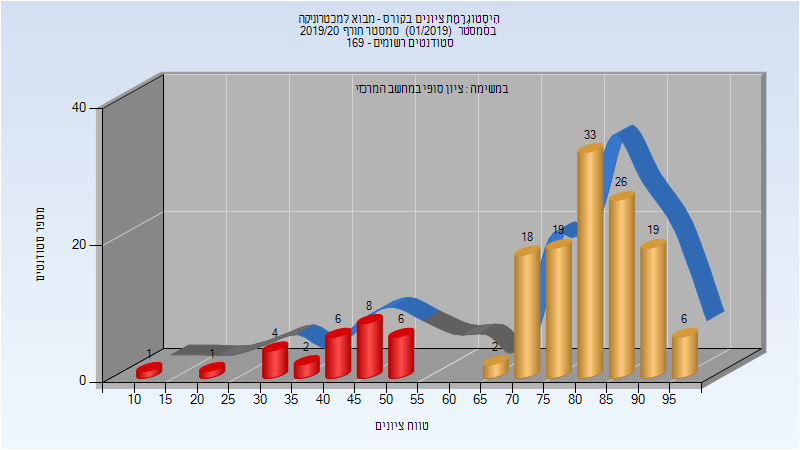 היסטוגרמת ציונים בקורס - מבוא למכטרוניקה
בסמסטר (01/2019) סמסטר חורף 2019/20
סטודנטים רשומים - 169
במשימה : ציון סופי במחשב המרכזי
מספר סטודנטים
40
20
0
1
1
4
2
6
8
6
2
18
19
33
26
19
6
10 15 20 25 30 35 40 45 50 55 60 65 70 75 80 85 90 95
טווח ציונים